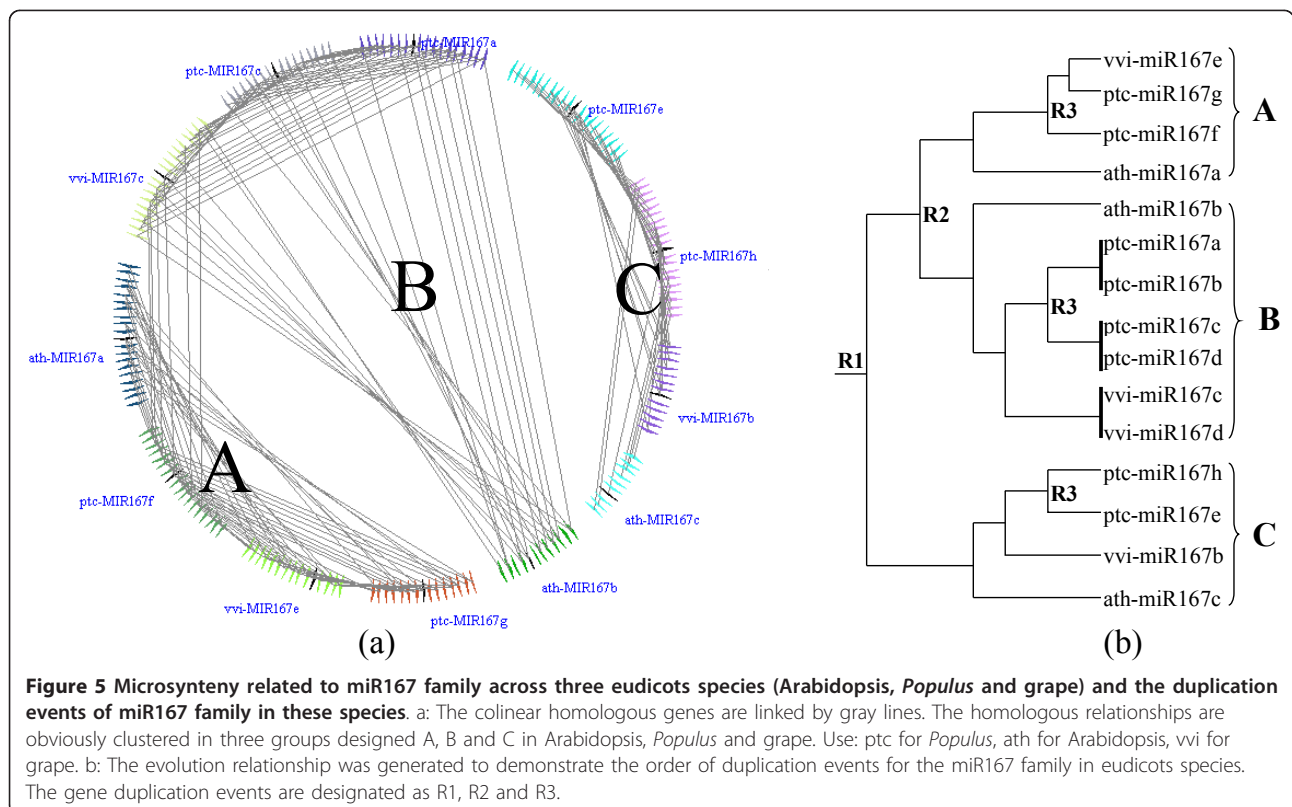 ptc-MIR167a
ptc-MIR167c
ptc-MIR167e
vvi-MIR167c
ptc-MIR167h
B
C
ath-MIR167a
vvi-MIR167b
A
ptc-MIR167f
ath-MIR167c
ath-MIR167b
vvi-MIR167e
ptc-MIR167g
(a)
vvi-miR167e
ptc-miR167g
R3
A
ptc-miR167f
ath-miR167a
R2
ath-miR167b
ptc-miR167a
ptc-miR167b
R3
B
ptc-miR167c
ptc-miR167d
R1
vvi-miR167c
vvi-miR167d
ptc-miR167h
R3
ptc-miR167e
C
vvi-miR167b
ath-miR167c
(b)
Figure 5 Microsynteny related to miR167 family across three eudicots species (Arabidopsis, Populus and grape) and the duplication
events of miR167 family in these species. a: The colinear homologous genes are linked by gray lines. The homologous relationships are
obviously clustered in three groups designed A, B and C in Arabidopsis, Populus and grape. Use: ptc for Populus, ath for Arabidopsis, vvi for
grape. b: The evolution relationship was generated to demonstrate the order of duplication events for the miR167 family in eudicots species.
The gene duplication events are designated as R1, R2 and R3.